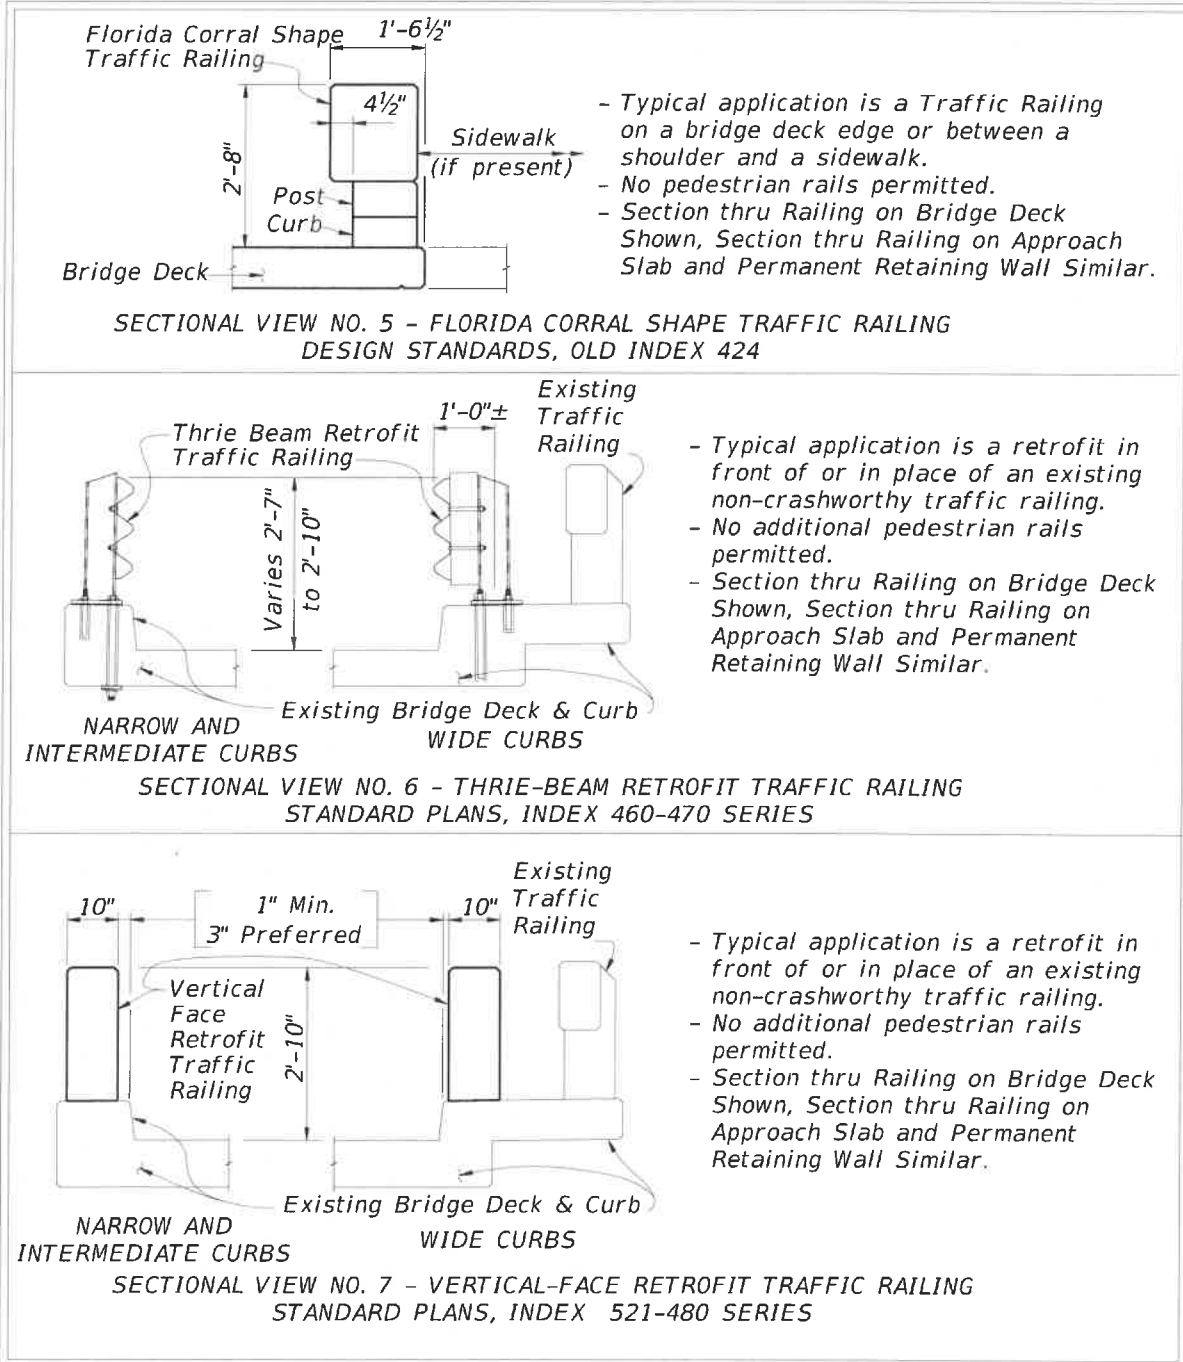 Florida Corral Shape
Traffic Railing
1'-6½"
4½"
2'-8"
Sidewalk
(if present)
Post
Curb
Bridge Deck
- Typical application is a Traffic Railing
on a bridge deck edge or between a
shoulder and a sidewalk.
- No pedestrian rails permitted.
- Section thru Railing on Bridge Deck
Shown, Section thru Railing on Approach
Slab and Permanent Retaining Wall Similar.
SECTIONAL VIEW NO. 5 - FLORIDA CORRAL SHAPE TRAFFIC RAILING
DESIGN STANDARDS, OLD INDEX 424
Thrie Beam Retrofit
Traffic Railing
1'-0"±
Existing
Traffic
Railing
Varies 2'-7"
to 2'-10"
Existing Bridge Deck & Curb
NARROW AND
INTERMEDIATE CURBS
WIDE CURBS
- Typical application is a retrofit in
front of or in place of an existing
non-crashworthy traffic railing.
- No additional pedestrian rails
permitted.
- Section thru Railing on Bridge Deck
Shown, Section thru Railing on
Approach Slab and Permanent
Retaining Wall Similar.
SECTIONAL VIEW NO. 6 - THRIE-BEAM RETROFIT TRAFFIC RAILING
STANDARD PLANS, INDEX 460-470 SERIES
10"
1" Min.
3" Preferred
10"
Existing
Traffic
Railing
Vertical
Face
Retrofit
Traffic
Railing
2'-10"
Existing Bridge Deck & Curb
NARROW AND
INTERMEDIATE CURBS
WIDE CURBS
- Typical application is a retrofit in
front of or in place of an existing
non-crashworthy traffic railing.
- No additional pedestrian rails
permitted.
- Section thru Railing on Bridge Deck
Shown, Section thru Railing on
Approach Slab and Permanent
Retaining Wall Similar.
SECTIONAL VIEW NO. 7 - VERTICAL-FACE RETROFIT TRAFFIC RAILING
STANDARD PLANS, INDEX 521-480 SERIES